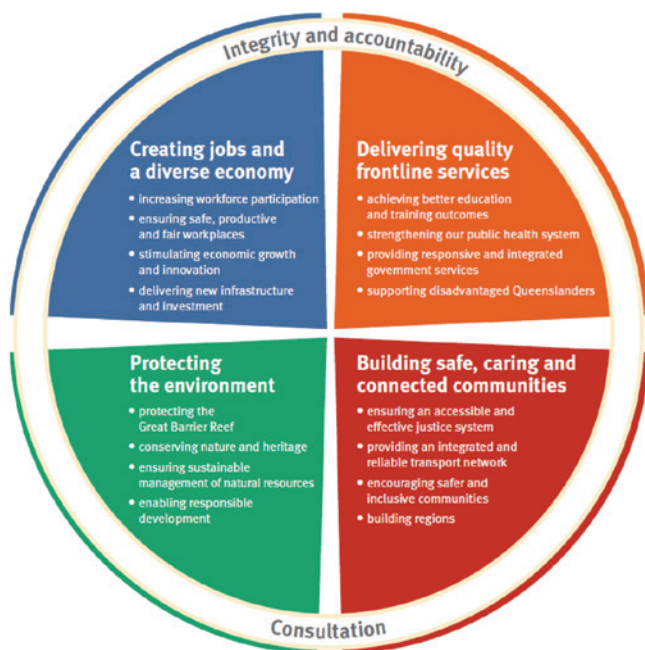 Integrity and accountability
Creating jobs and
a diverse economy
• increasing workforce participation
• ensuring safe, productive
and fair workplaces
• stimulating economic growth
and innovation
• delivering new infrastructure
and investment
Delivering quality
frontline services
• achieving better education
and training outcomes
• strengthening our public health system
• providing responsive and integrated
government services
• supporting disadvantaged Queenslanders
Protecting
the environment
• protecting the
Great Barrier Reef
• conserving nature and heritage
• ensuring sustainable
management of natural resources
• enabling responsible
development
Building safe, caring and
connected communities
• ensuring an accessible and
effective justice system
• providing an integrated and
reliable transport network
• encouraging safer and
inclusive communities
• building regions
Consultation